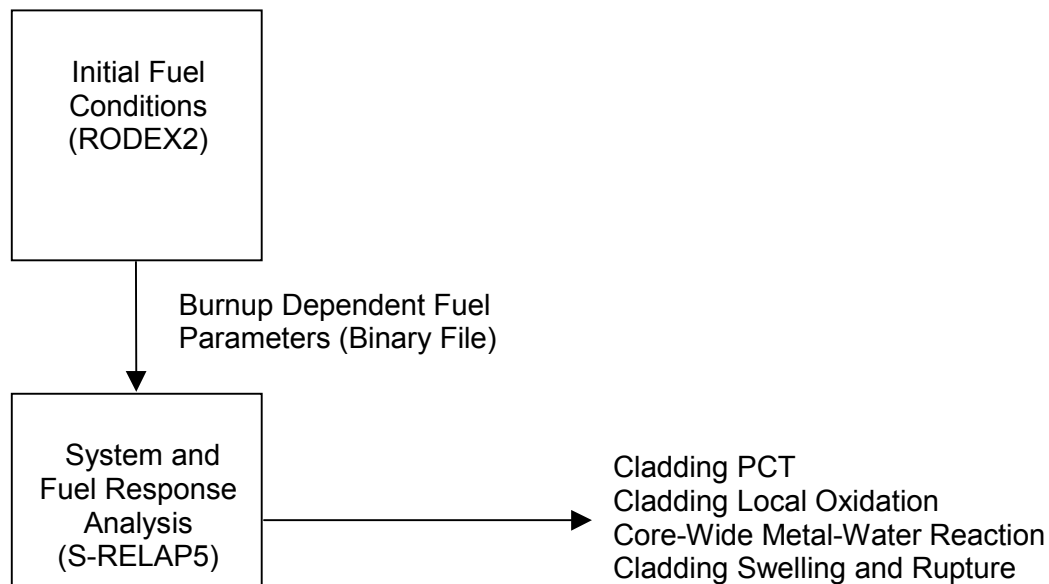 Initial Fuel
Conditions
(RODEX2)
Burnup Dependent Fuel
Parameters (Binary File)
System and
Fuel Response
Analysis
(S-RELAP5)
Cladding PCT
Cladding Local Oxidation
Core-Wide Metal-Water Reaction
Cladding Swelling and Rupture